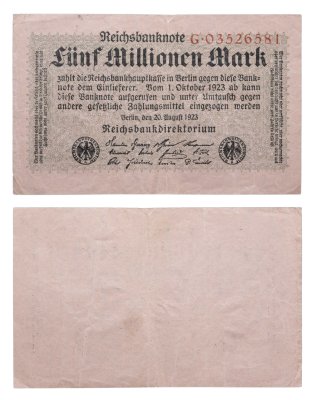 Reichsbanknote G·03526581
Fünf Millionen Mark
zahlt die Reichsbankhauptkasse in Berlin gegen diese Bank-
note dem Einlieferer. Vom 1. Oktober 1923 ab kann
diese Banknote aufgerufen und unter Umtausch gegen
andere gesetzliche Zahlungsmittel eingezogen werden
Berlin, den 20. August 1923
Reichsbankdirektorium